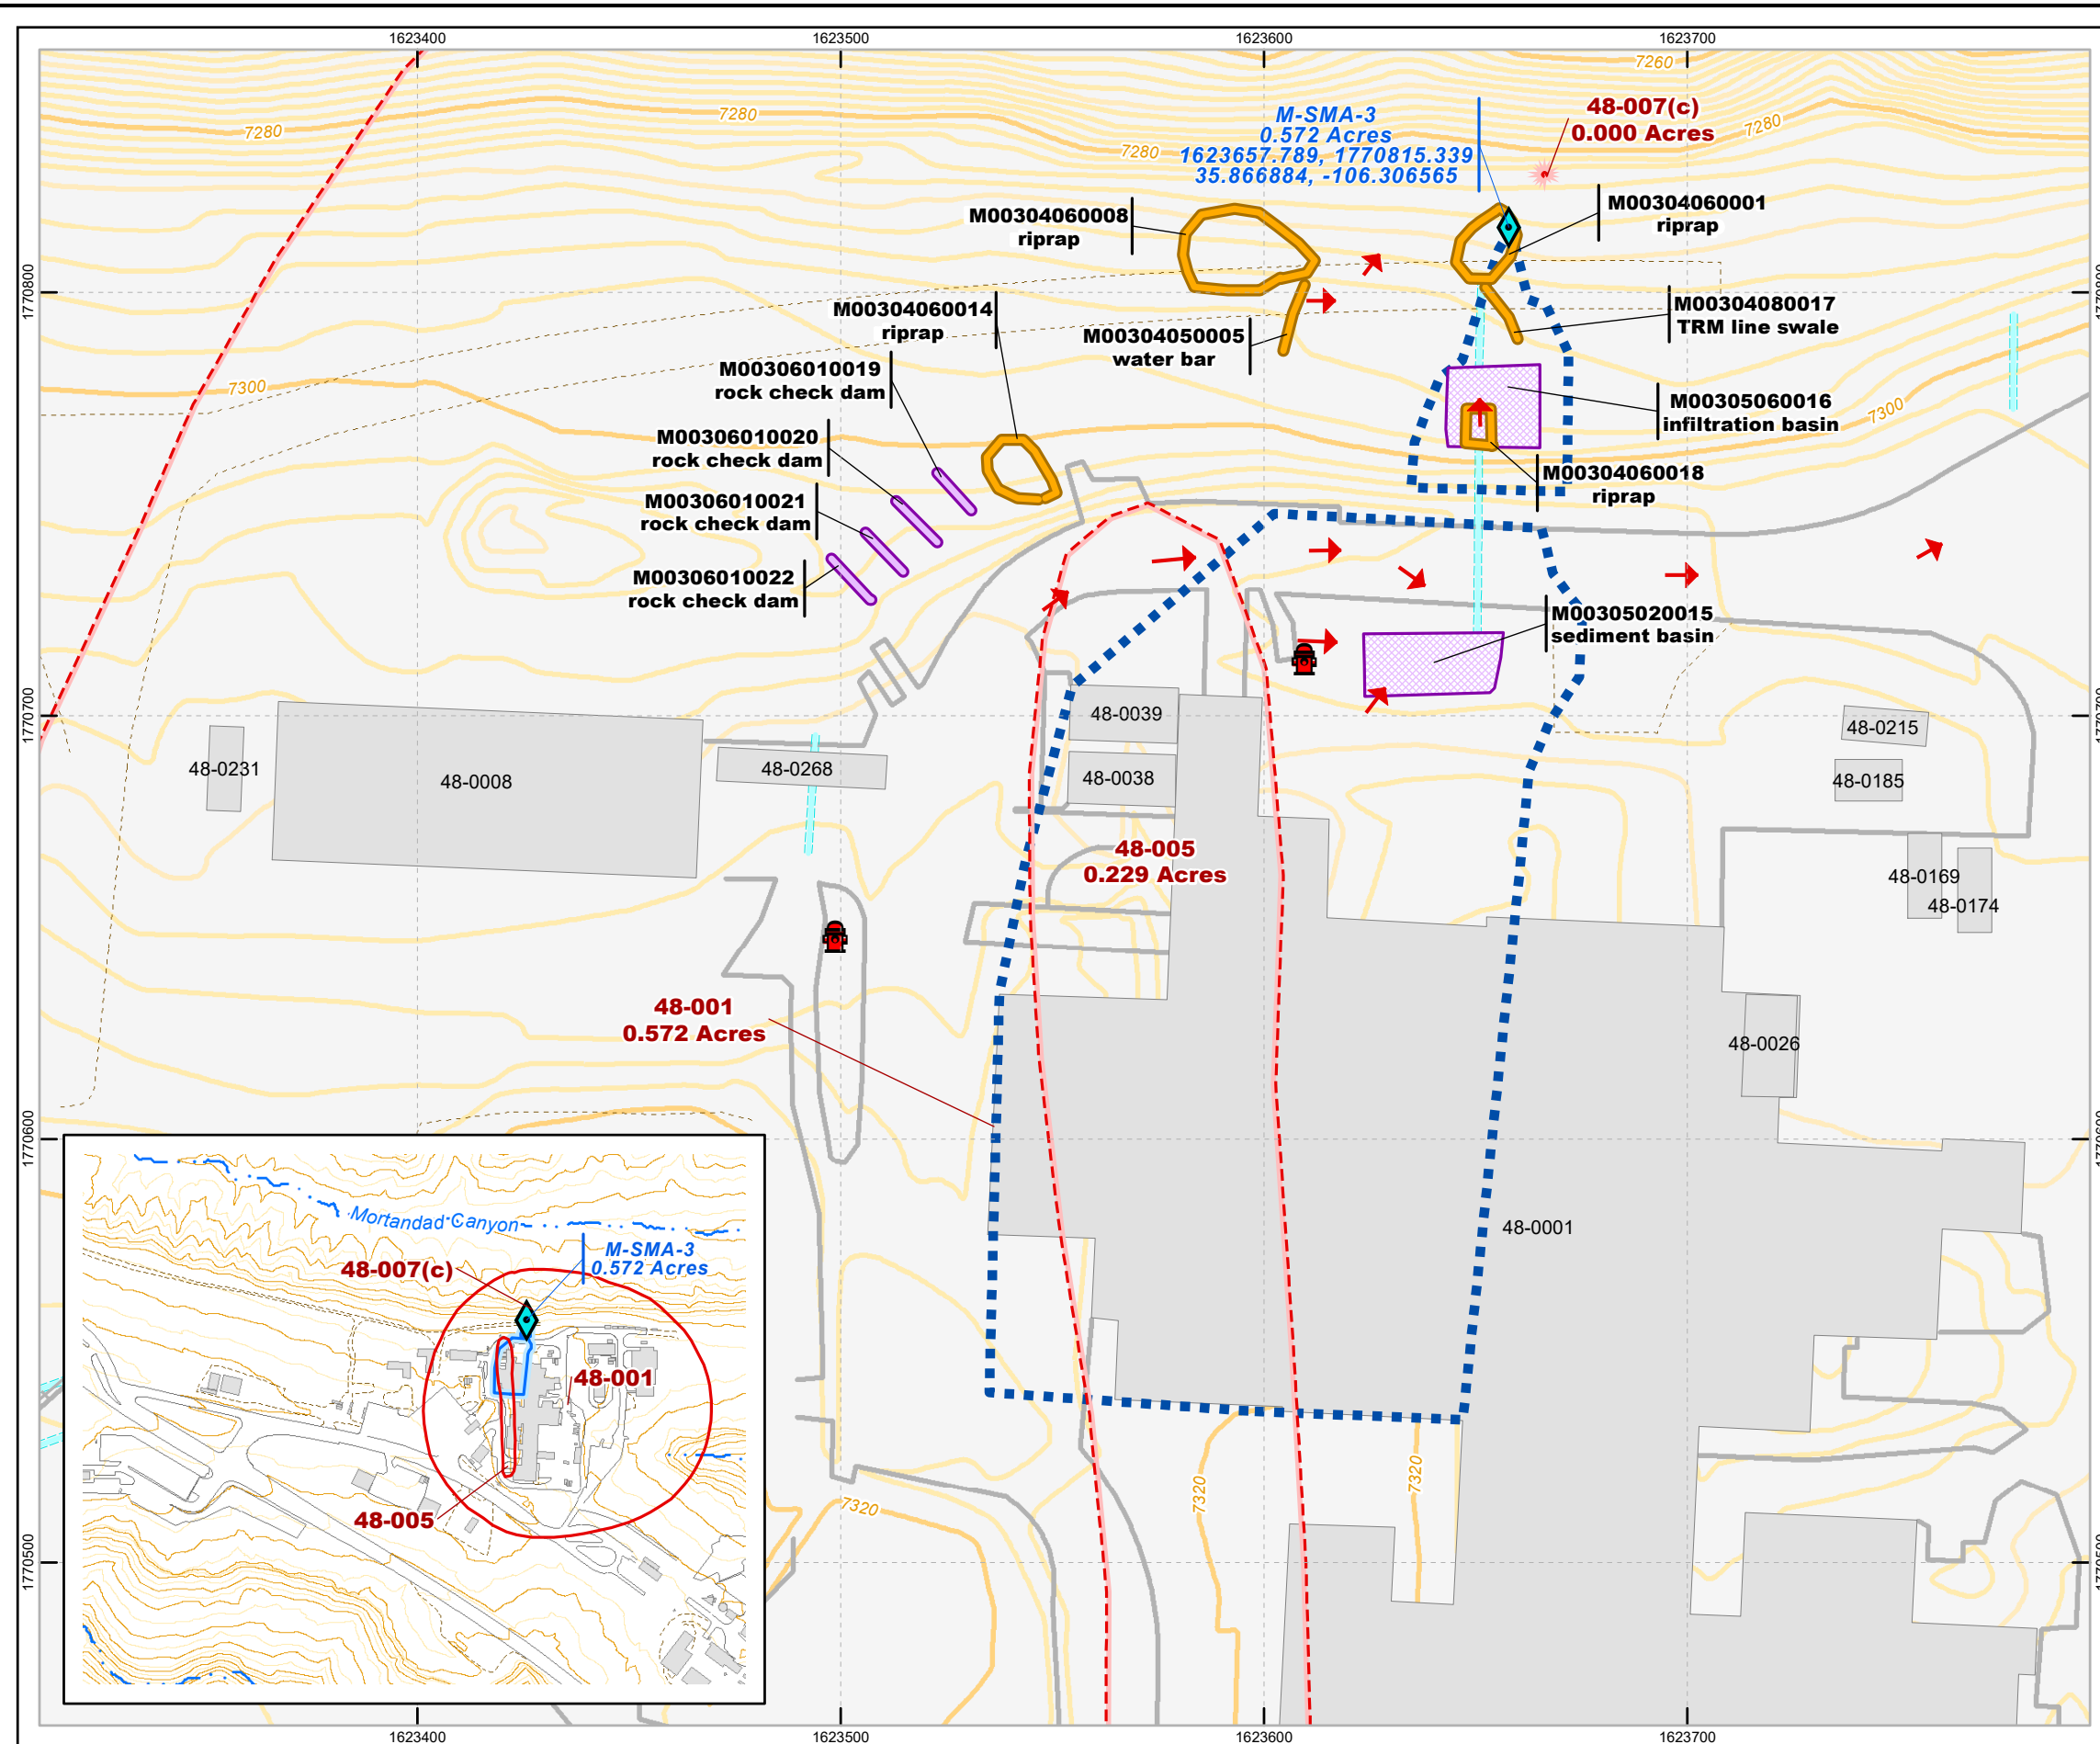 1623400
1623500
1623600
1623700
7260
7280
7280
7280
7280
M-SMA-3
0.572 Acres
1623657.789, 1770815.339
35.866884, -106.306565
48-007(c)
0.000 Acres
M00304060008
riprap
M00304060001
riprap
1770800
1770800
M00304060014
riprap
M00304050005
water bar
M00304080017
TRM line swale
M00306010019
rock check dam
7300
M00305060016
infiltration basin
7300
M00306010020
rock check dam
M00304060018
riprap
M00306010021
rock check dam
M00306010022
rock check dam
M00305020015
sediment basin
1770700
1770700
48-0039
48-0215
48-0231
48-0008
48-0268
48-0038
48-0185
48-005
0.229 Acres
48-0169
48-0174
48-001
0.572 Acres
48-0026
1770600
1770600
48-0001
Mortandad Canyon
M-SMA-3
0.572 Acres
48-007(c)
48-001
48-005
7320
7320
7320
1770500
1770500
1623400
1623500
1623600
1623700